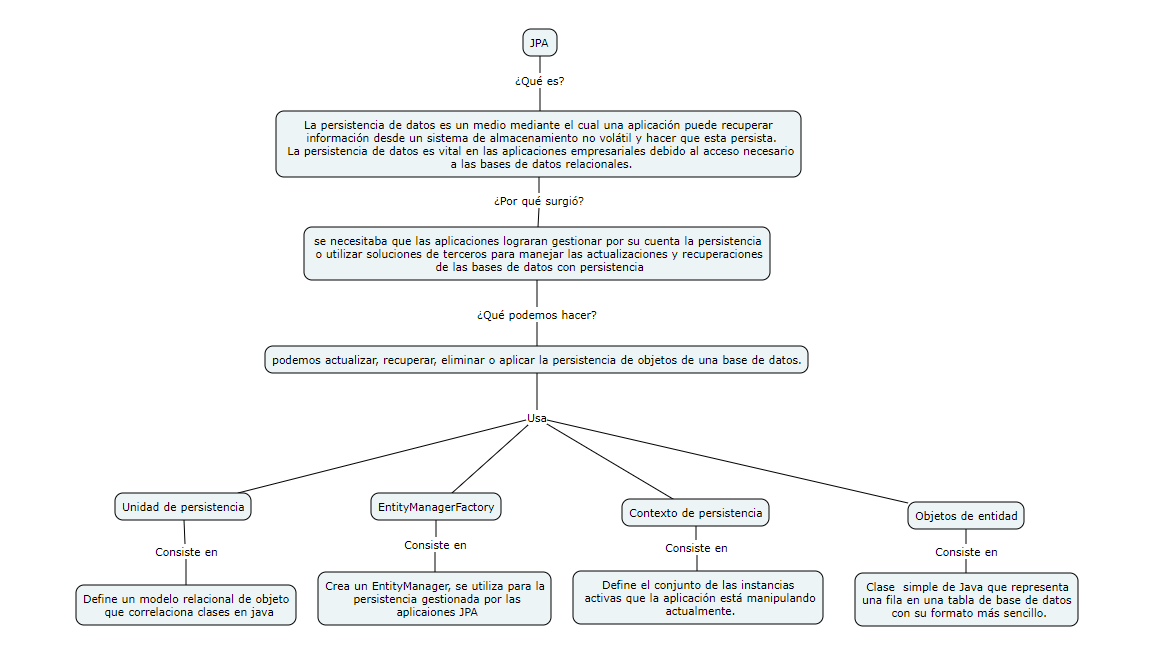 JPA
¿Qué es?
La persistencia de datos es un medio mediante el cual una aplicación puede recuperar
información desde un sistema de almacenamiento no volátil y hacer que esta persista.
La persistencia de datos es vital en las aplicaciones empresariales debido al acceso necesario
a las bases de datos relacionales.
¿Por qué surgió?
se necesitaba que las aplicaciones lograran gestionar por su cuenta la persistencia
o utilizar soluciones de terceros para manejar las actualizaciones y recuperaciones
de las bases de datos con persistencia
¿Qué podemos hacer?
podemos actualizar, recuperar, eliminar o aplicar la persistencia de objetos de una base de datos.
Usa
Unidad de persistencia
Consiste en
Define un modelo relacional de objeto
que correlaciona clases en java
EntityManagerFactory
Consiste en
Crea un EntityManager, se utiliza para la
persistencia gestionada por las
aplicaiones JPA
Contexto de persistencia
Consiste en
Define el conjunto de las instancias
activas que la aplicación está manipulando
actualmente.
Objetos de entidad
Consiste en
Clase  simple de Java que representa
una fila en una tabla de base de datos
con su formato más sencillo.